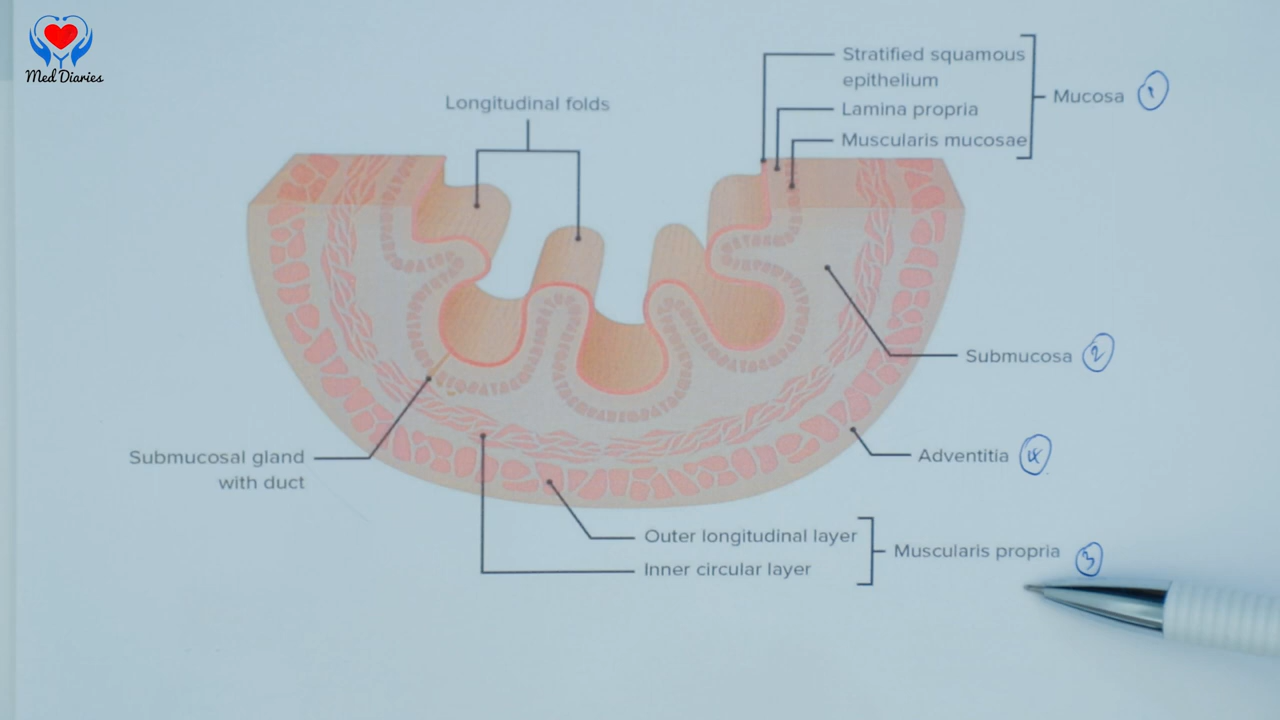 Med Diaries
Longitudinal folds
Stratified squamous
epithelium
Lamina propria
Muscularis mucosae
Mucosa 1
Submucosa 2
Adventitia 4
Submucosal gland
with duct
Outer longitudinal layer
Inner circular layer
Muscularis propria 3